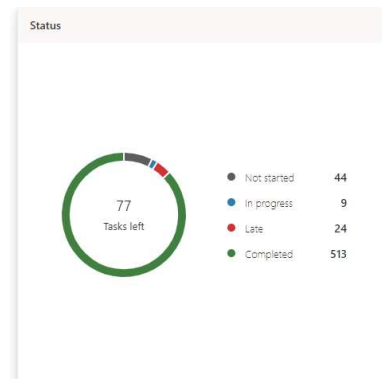 Status
77
Tasks left
Not started 44
In progress 9
Late 24
Completed 513